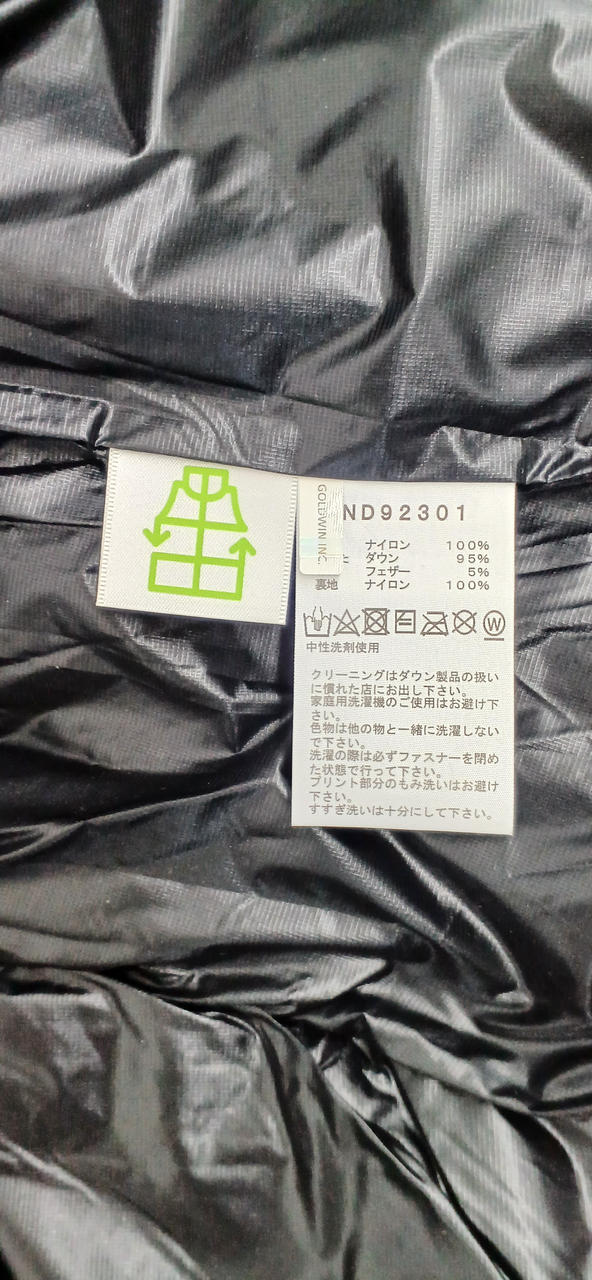 GOLDWIN INC.
ND92301
ナイロン 100%
ダウン 95%
フェザー 5%
裏地 ナイロン 100%
W
中性洗剤使用
クリーニングはダウン製品の扱い
に慣れた店にお出し下さい。
家庭用洗濯機のご使用はお避け下
さい。
色物は他の物と一緒に洗濯しない
で下さい。
洗濯の際は必ずファスナーを閉め
た状態で行って下さい。
プリント部分のもみ洗いはお避け
下さい。
すすぎ洗いは十分にして下さい。